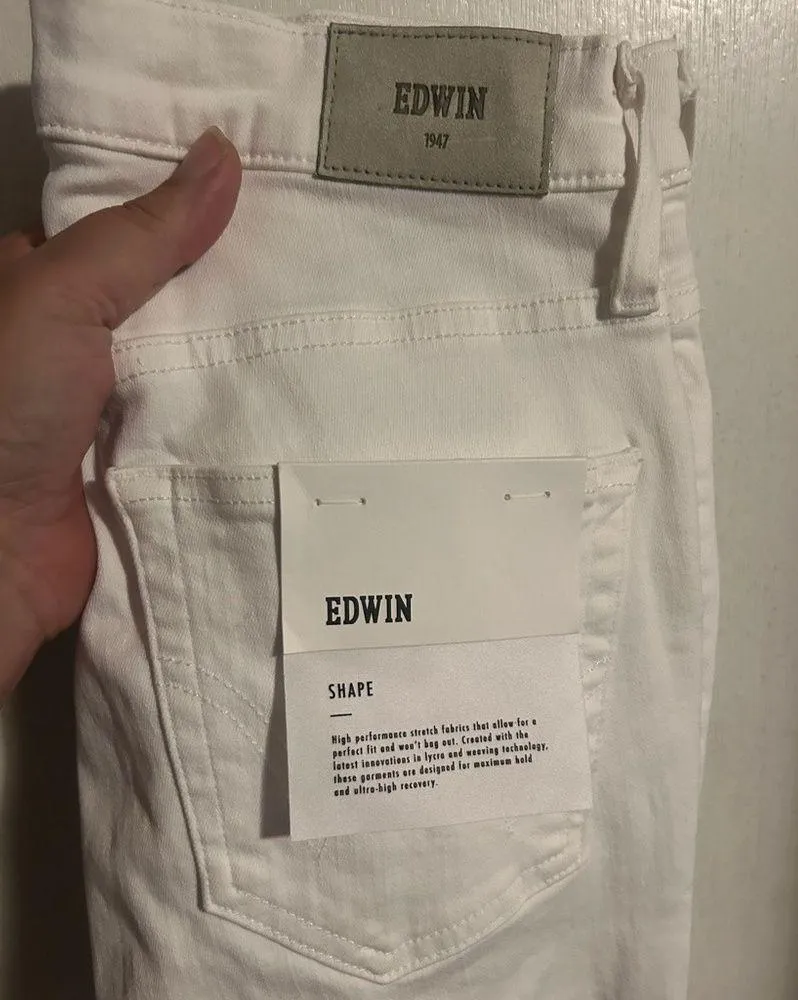 EDWIN
1947
EDWIN
SHAPE
High performance stretch fabrics that allow for a
perfect fit and won't bag out. Created with the
latest innovations in lycra and weaving technology,
these garments are designed for maximum hold
and ultra-high recovery.